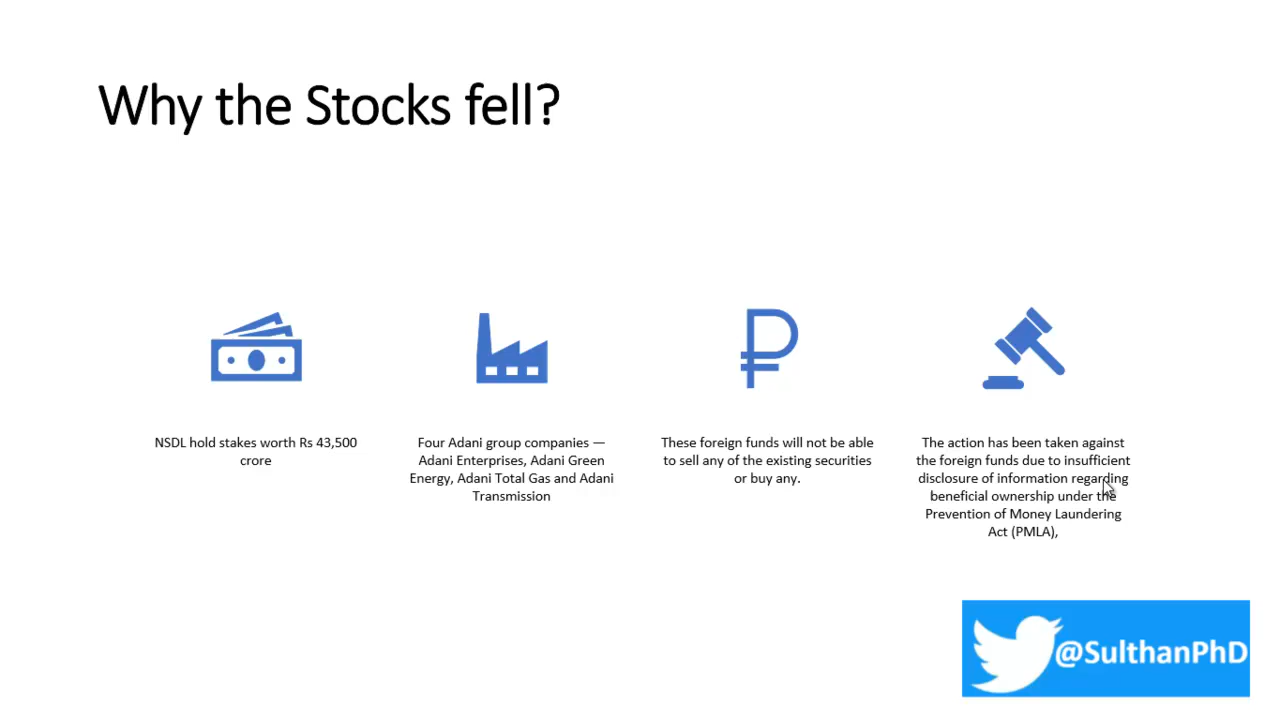 Why the Stocks fell?
NSDL hold stakes worth Rs 43,500
crore
Four Adani group companies —
Adani Enterprises, Adani Green
Energy, Adani Total Gas and Adani
Transmission
These foreign funds will not be able
to sell any of the existing securities
or buy any.
The action has been taken against
the foreign funds due to insufficient
disclosure of information regarding
beneficial ownership under the
Prevention of Money Laundering
Act (PMLA),
@SulthanPhD